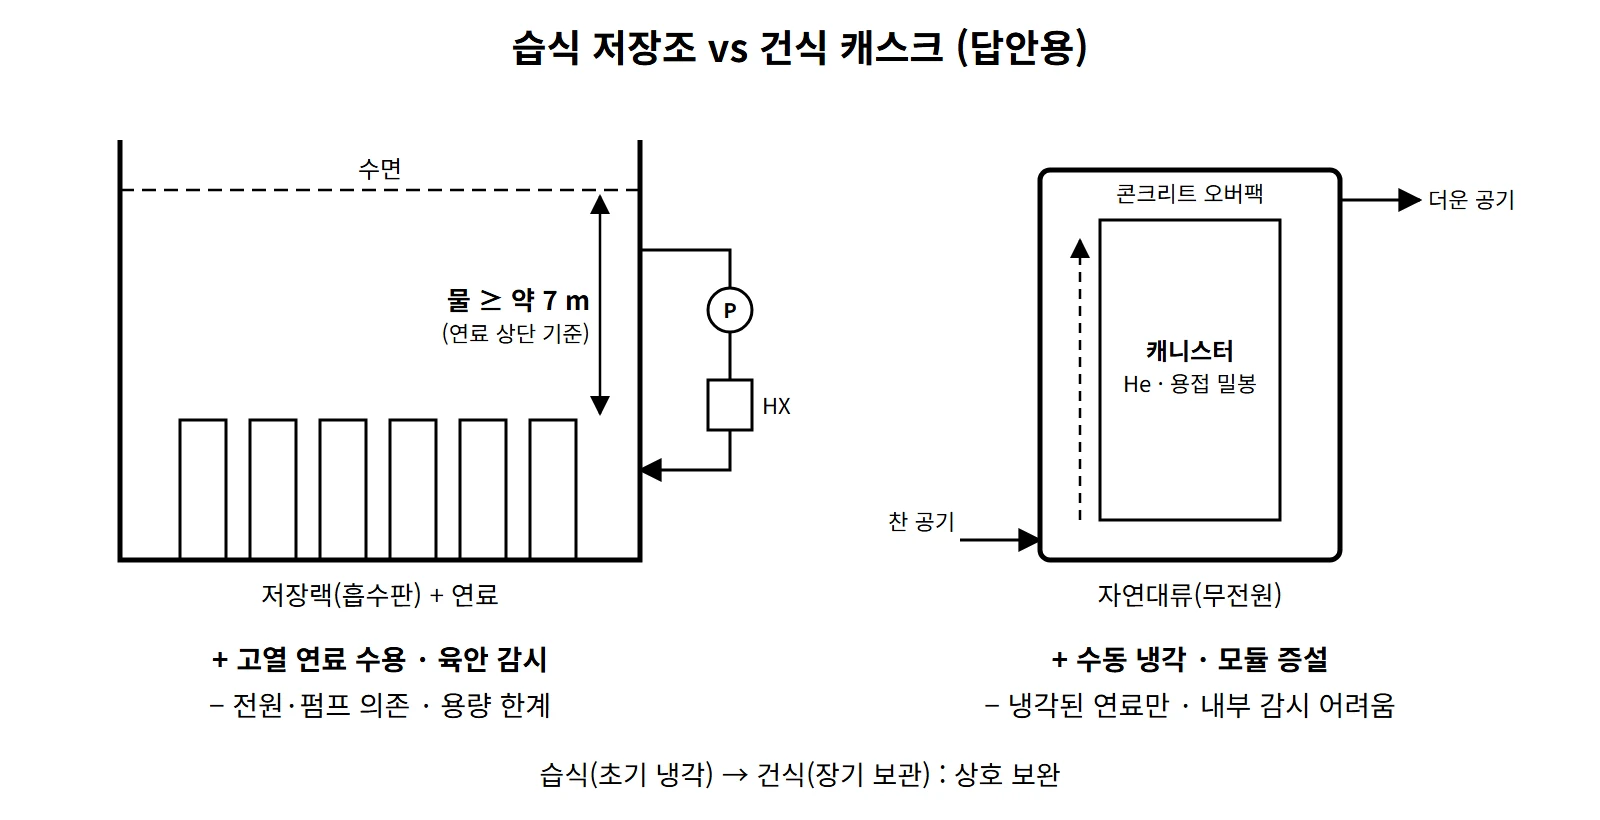 습식 저장조 vs 건식 캐스크 (답안용)
수면
물 ≥ 약 7 m
(연료 상단 기준)
P
HX
저장랙(흡수판) + 연료
+ 고열 연료 수용 · 육안 감시
− 전원·펌프 의존 · 용량 한계
콘크리트 오버팩
더운 공기
캐니스터
He · 용접 밀봉
찬 공기
자연대류(무전원)
+ 수동 냉각 · 모듈 증설
− 냉각된 연료만 · 내부 감시 어려움
습식(초기 냉각) → 건식(장기 보관) : 상호 보완